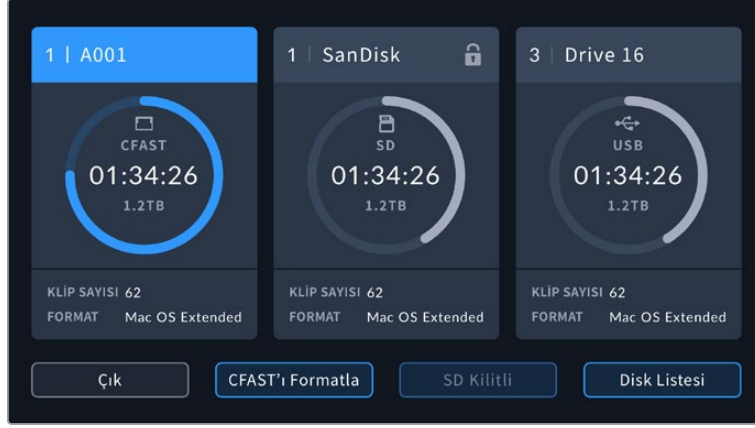 1 | A001
CFAST
01:34:26
1.2TB
KLİP SAYISI 62
FORMAT Mac OS Extended
1 | SanDisk
SD
01:34:26
1.2TB
KLİP SAYISI 62
FORMAT Mac OS Extended
3 | Drive 16
USB
01:34:26
1.2TB
KLİP SAYISI 62
FORMAT Mac OS Extended
Çık
CFAST'ı Formatla
SD Kilitli
Disk Listesi